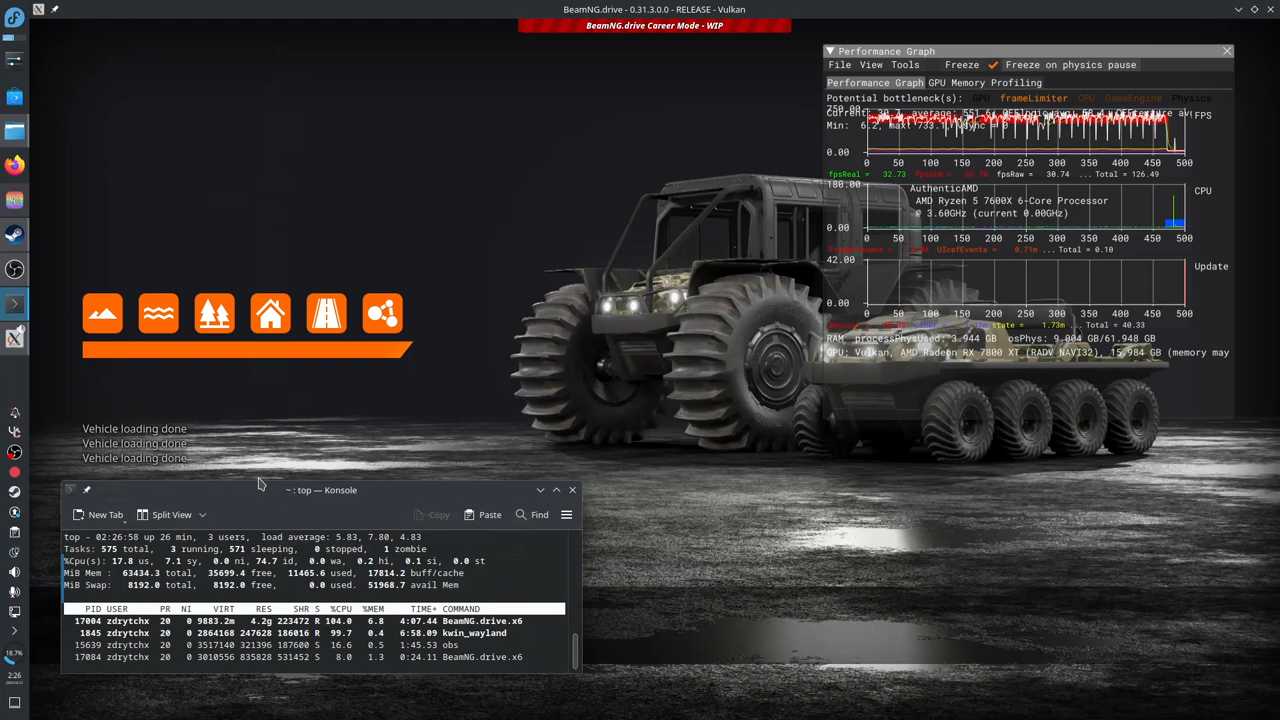 BeamNG.drive - 0.31.3.0.0 - RELEASE - Vulkan
BeamNG.drive Career Mode - WIP
Performance Graph
File View Tools Freeze Freeze on physics pause
Performance Graph GPU Memory Profiling
Potential bottleneck(s): GPU frameLimiter CPU GameEngine Physics
750.00
FPS
0.00
0 50 100 150 200 250 300 350 400 450 500
fpsReal = 32.73 fpsRaw = 30.74 ... Total = 126.49
180.00
AuthenticAMD
CPU
AMD Ryzen 5 7600X 6-Core Processor
@ 3.60GHz (current 0.00GHz)
0.00
0 50 100 150 200 250 300 350 400 450 500
UIcefEvents = 0.71m ... Total = 0.10
42.00
Update
0.00
0 50 100 150 200 250 300 350 400 450 500
state = 1.73m ... Total = 40.33
RAM processPhysUsed: 3.944 GB osPhys: 9.004 GB/61.948 GB
GPU: Vulkan, AMD Radeon RX 7800 XT (RADV NAVI32), 15.984 GB (memory may
Vehicle loading done
Vehicle loading done
Vehicle loading done
~ : top — Konsole
New Tab Split View Copy Paste Find
top - 02:26:58 up 26 min, 3 users, load average: 5.83, 7.80, 4.83
Tasks: 575 total, 3 running, 571 sleeping, 0 stopped, 1 zombie
%Cpu(s): 17.8 us, 7.1 sy, 0.0 ni, 74.7 id, 0.0 wa, 0.2 hi, 0.1 si, 0.0 st
MiB Mem : 63434.3 total, 35699.4 free, 11465.6 used, 17814.2 buff/cache
MiB Swap: 8192.0 total, 8192.0 free, 0.0 used. 51968.7 avail Mem
PID USER PR NI VIRT RES SHR S %CPU %MEM TIME+ COMMAND
17004 zdrytchx 20 0 9883.2m 4.2g 223472 R 104.0 6.8 4:07.44 BeamNG.drive.x6
1845 zdrytchx 20 0 2864168 247628 186016 R 99.7 0.4 6:58.09 kwin_wayland
15639 zdrytchx 20 0 3517140 321396 187600 S 16.6 0.5 1:45.53 obs
17084 zdrytchx 20 0 3010556 835828 531452 S 8.0 1.3 0:24.11 BeamNG.drive.x6
18.7%
2:26